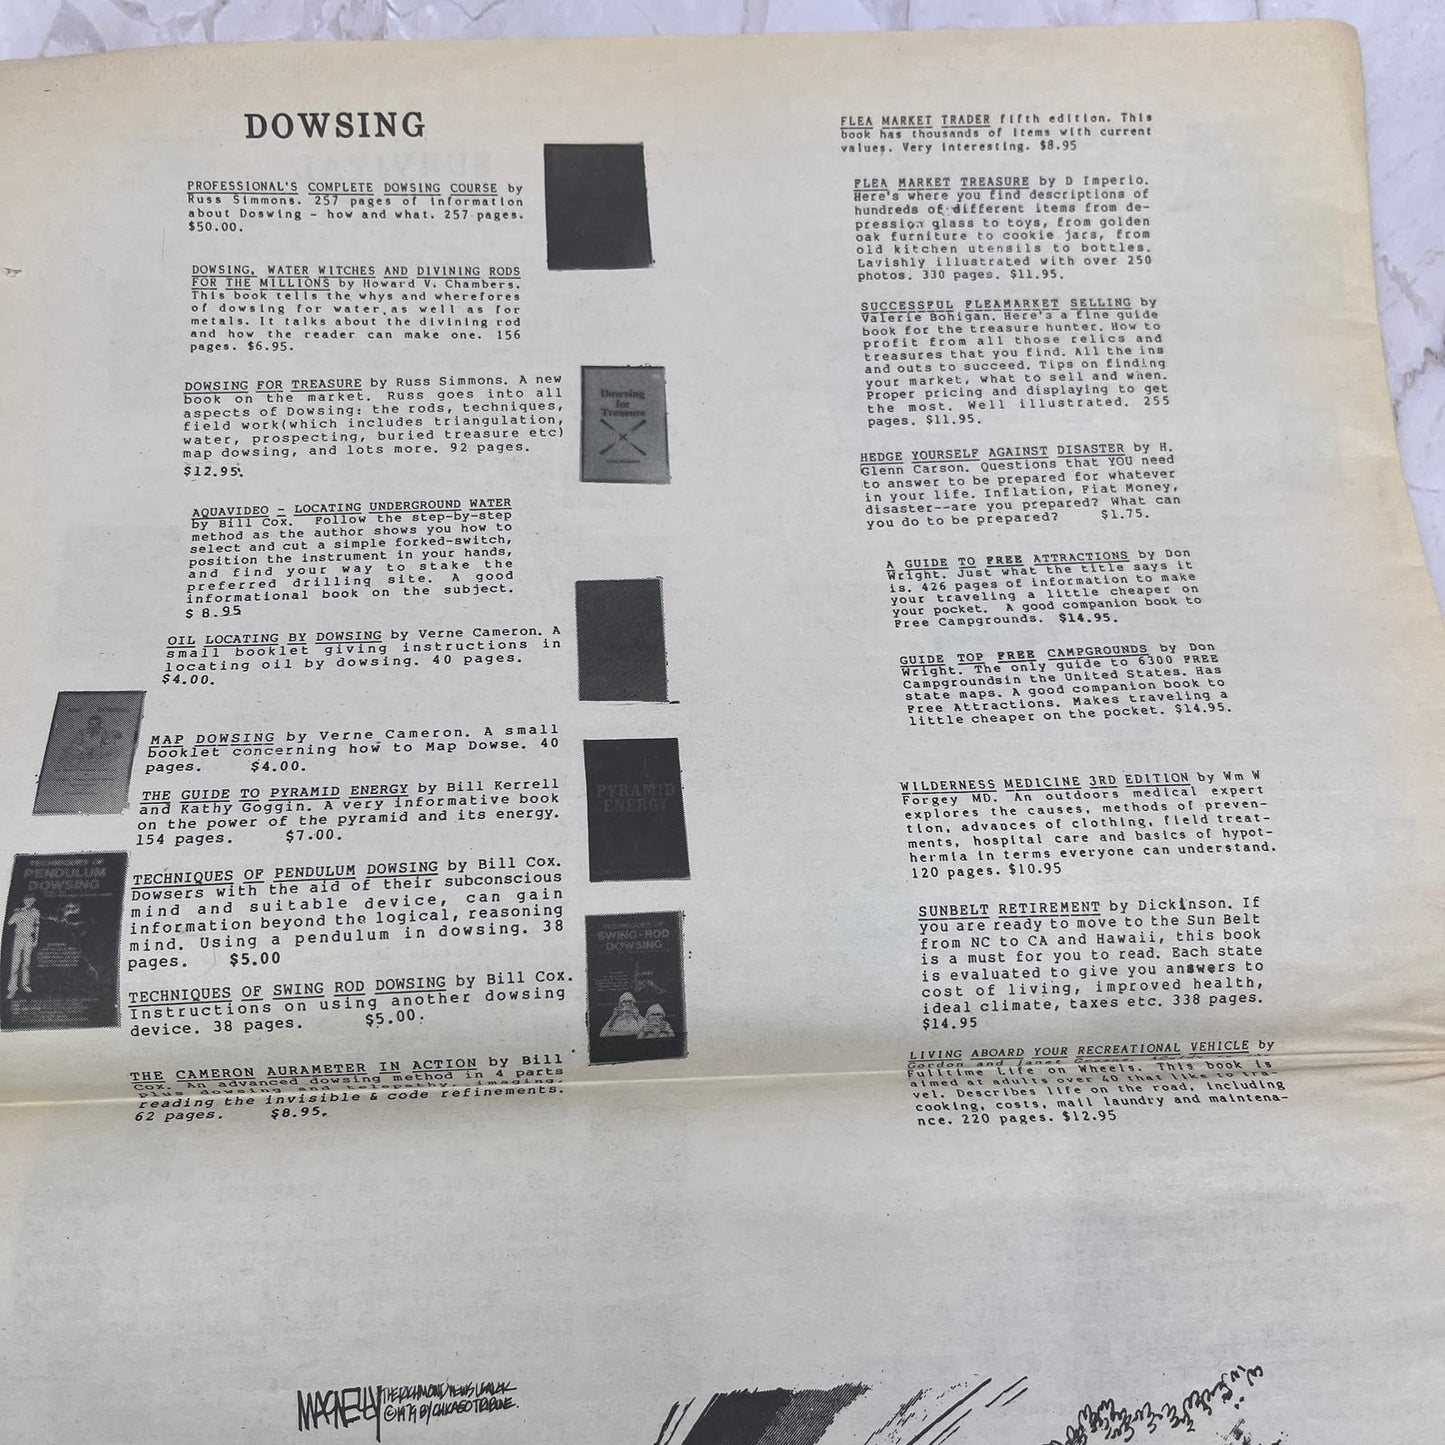 DOWSING
PROFESSIONAL'S COMPLETE DOWSING COURSE by
Russ Simmons. 257 pages of information
about Doswing - how and what. 257 pages.
$50.00.
DOWSING, WATER WITCHES AND DIVINING RODS
FOR THE MILLIONS by Howard V. Chambers.
This book tells the whys and wherefores
of dowsing for water as well as for
metals. It talks about the divining rod
and how the reader can make one. 156
pages. $6.95.
DOWSING FOR TREASURE by Russ Simmons. A new
book on the market. Russ goes into all
aspects of Dowsing: the rods, techniques,
field work(which includes triangulation,
water, prospecting, buried treasure etc)
map dowsing, and lots more. 92 pages.
$12.95.
Dowsing
for
Treasure
AQUAVIDEO - LOCATING UNDERGROUND WATER
by Bill Cox. Follow the step-by-step
method as the author shows you how to
select and cut a simple forked-switch,
position the instrument in your hands,
and find your way to stake the
preferred drilling site. A good
informational book on the subject.
$ 8.95
OIL LOCATING BY DOWSING by Verne Cameron. A
small booklet giving instructions in
locating oil by dowsing. 40 pages.
$4.00.
MAP DOWSING by Verne Cameron. A small
booklet concerning how to Map Dowse. 40
pages. $4.00.
THE GUIDE TO PYRAMID ENERGY by Bill Kerrell
and Kathy Goggin. A very informative book
on the power of the pyramid and its energy.
154 pages. $7.00.
PYRAMID
ENERGY
TECHNIQUES OF
PENDULUM
DOWSING
TECHNIQUES OF PENDULUM DOWSING by Bill Cox.
Dowsers with the aid of their subconscious
mind and suitable device, can gain
information beyond the logical, reasoning
mind. Using a pendulum in dowsing. 38
pages. $5.00
TECHNIQUES OF SWING ROD DOWSING by Bill Cox.
Instructions on using another dowsing
device. 38 pages. $5.00.
SWING-ROD
DOWSING
THE CAMERON AURAMETER IN ACTION by Bill
Cox. An advanced dowsing method in 4 parts
plus dowsing and telepathy, imaging,
reading the invisible & code refinements.
62 pages. $8.95.
FLEA MARKET TRADER fifth edition. This
book has thousands of items with current
values. Very interesting. $8.95
FLEA MARKET TREASURE by D Imperio.
Here's where you find descriptions of
hundreds of different items from de-
pression glass to toys, from golden
oak furniture to cookie jars, from
old kitchen utensils to bottles.
Lavishly illustrated with over 250
photos. 330 pages. $11.95.
SUCCESSFUL FLEAMARKET SELLING by
Valerie Bohigan. Here's a fine guide
book for the treasure hunter. How to
profit from all those relics and
treasures that you find. All the ins
and outs to succeed. Tips on finding
your market, what to sell and when.
Proper pricing and displaying to get
the most. Well illustrated. 255
pages. $11.95.
HEDGE YOURSELF AGAINST DISASTER by H.
Glenn Carson. Questions that YOU need
to answer to be prepared for whatever
in your life. Inflation, Fiat Money,
disaster--are you prepared? What can
you do to be prepared? $1.75.
A GUIDE TO FREE ATTRACTIONS by Don
Wright. Just what the title says it
is. 426 pages of information to make
your traveling a little cheaper on
your pocket. A good companion book to
Free Campgrounds. $14.95.
GUIDE TOP FREE CAMPGROUNDS by Don
Wright. The only guide to 6300 FREE
Campgroundsin the United States. Has
state maps. A good companion book to
Free Attractions. Makes traveling a
little cheaper on the pocket. $14.95.
WILDERNESS MEDICINE 3RD EDITION by Wm W
Forgey MD. An outdoors medical expert
explores the causes, methods of preven-
tion, advances of clothing, field treat-
ments, hospital care and basics of hypot-
hermia in terms everyone can understand.
120 pages. $10.95
SUNBELT RETIREMENT by Dickinson. If
you are ready to move to the Sun Belt
from NC to CA and Hawaii, this book
is a must for you to read. Each state
is evaluated to give you answers to
cost of living, improved health,
ideal climate, taxes etc. 338 pages.
$14.95
LIVING ABOARD YOUR RECREATIONAL VEHICLE by
Gordon and Janet
Fulltime Life on Wheels. This book is
aimed at adults over 40 that like to tra-
vel. Describes life on the road, including
cooking, costs, mail laundry and maintena-
nce. 220 pages. $12.95
MAGNELLY THE RICHMOND NEWS LEADER
©1979 BY CHICAGO TRIBUNE.